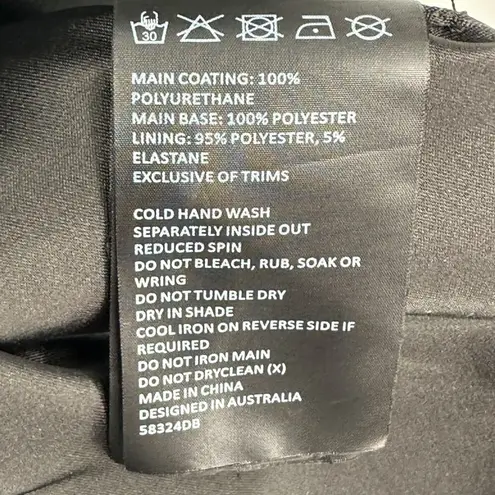 30
MAIN COATING: 100%
POLYURETHANE
MAIN BASE: 100% POLYESTER
LINING: 95% POLYESTER, 5%
ELASTANE
EXCLUSIVE OF TRIMS
COLD HAND WASH
SEPARATELY INSIDE OUT
REDUCED SPIN
DO NOT BLEACH, RUB, SOAK OR
WRING
DO NOT TUMBLE DRY
DRY IN SHADE
COOL IRON ON REVERSE SIDE IF
REQUIRED
DO NOT IRON MAIN
DO NOT DRYCLEAN (X)
MADE IN CHINA
DESIGNED IN AUSTRALIA
58324DB